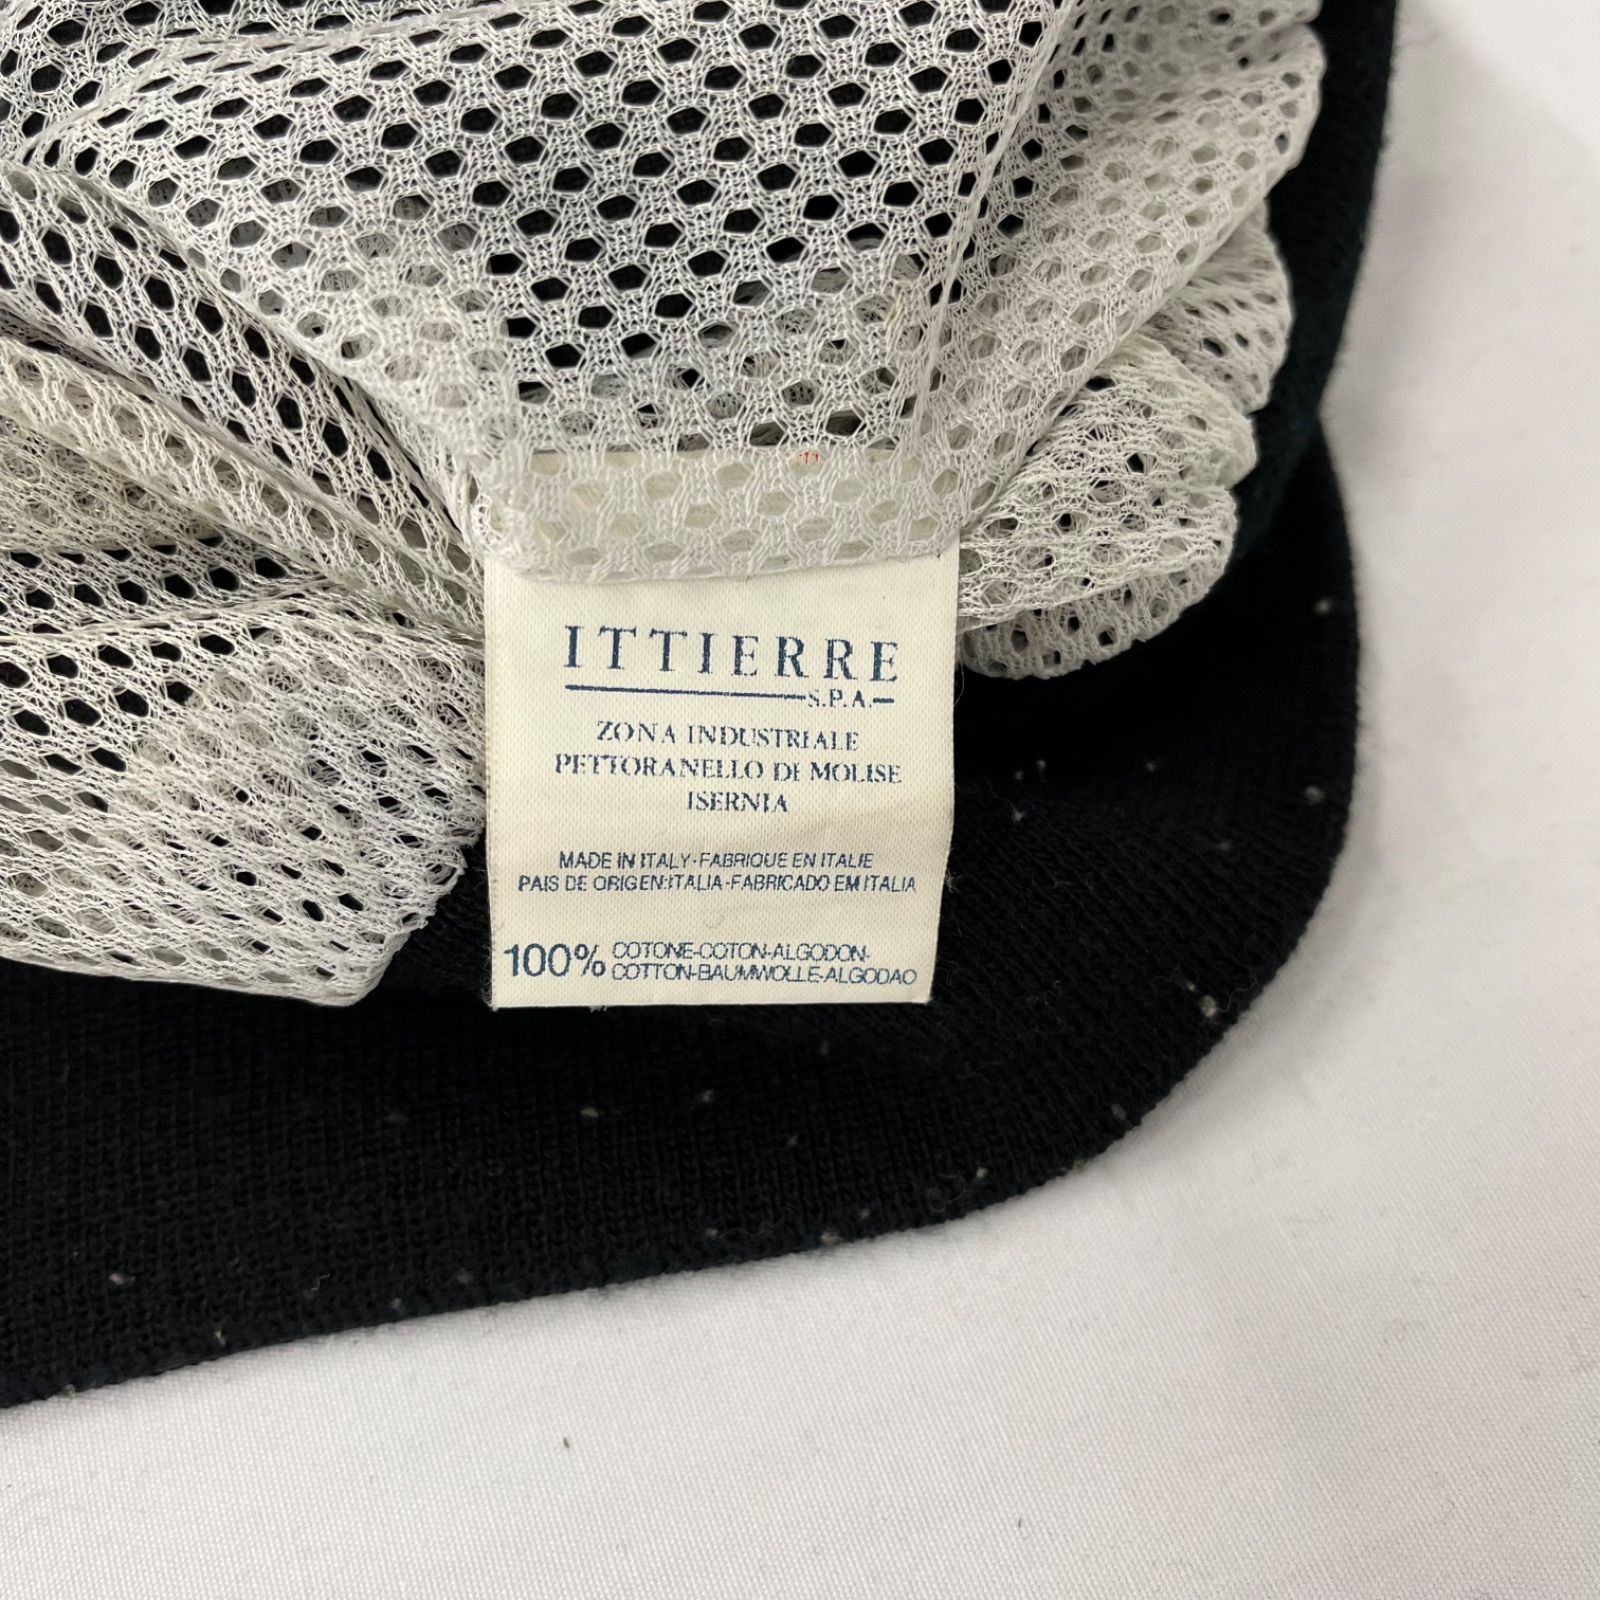 ITTIERRE
S.P.A.
ZONA INDUSTRIALE
PETTORANELLO DI MOLISE
ISERNIA
MADE IN ITALY-FABRIQUE EN ITALIE
PAIS DE ORIGEN:ITALIA-FABRICADO EM ITALIA
100% COTONE-COTON-ALGODON-
COTTON-BAUMWOLLE-ALGODAO